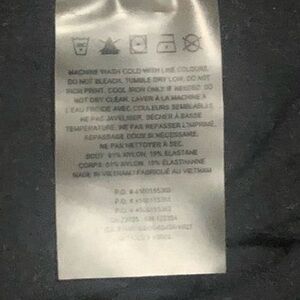 MACHINE WASH COLD WITH LIKE COLOURS.
DO NOT BLEACH. TUMBLE DRY LOW. DO NOT
IRON PRINT. COOL IRON ONLY IF NEEDED. DO
NOT DRY CLEAN. LAVER À LA MACHINE À
L'EAU FROIDE AVEC COULEURS SEMBLABLES.
NE PAS JAVELLISER. SÉCHER À BASSE
TEMPÉRATURE. NE PAS REPASSER L'IMPRIMÉ.
REPASSAGE DOUX SI NÉCESSAIRE.
NE PAS NETTOYER À SEC.
BODY: 81% NYLON, 19% ELASTANE
CORPS: 81% NYLON, 19% ÉLASTHANNE
MADE IN VIETNAM / FABRIQUÉ AU VIETNAM
P.O. #
P.O. #
P.O. #